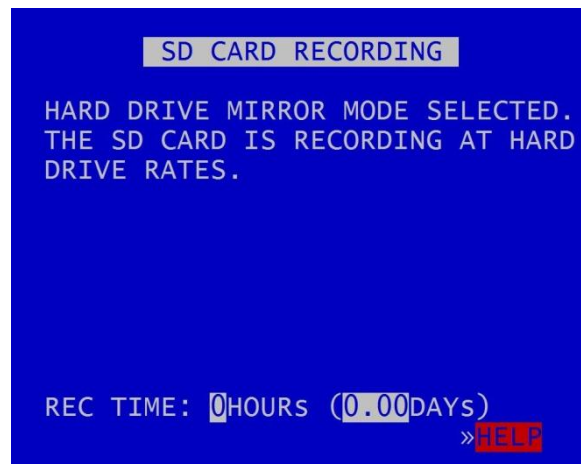 SD CARD RECORDING
HARD DRIVE MIRROR MODE SELECTED.
THE SD CARD IS RECORDING AT HARD
DRIVE RATES.
REC TIME: 0HOURs (0.00DAYs)
»HELP